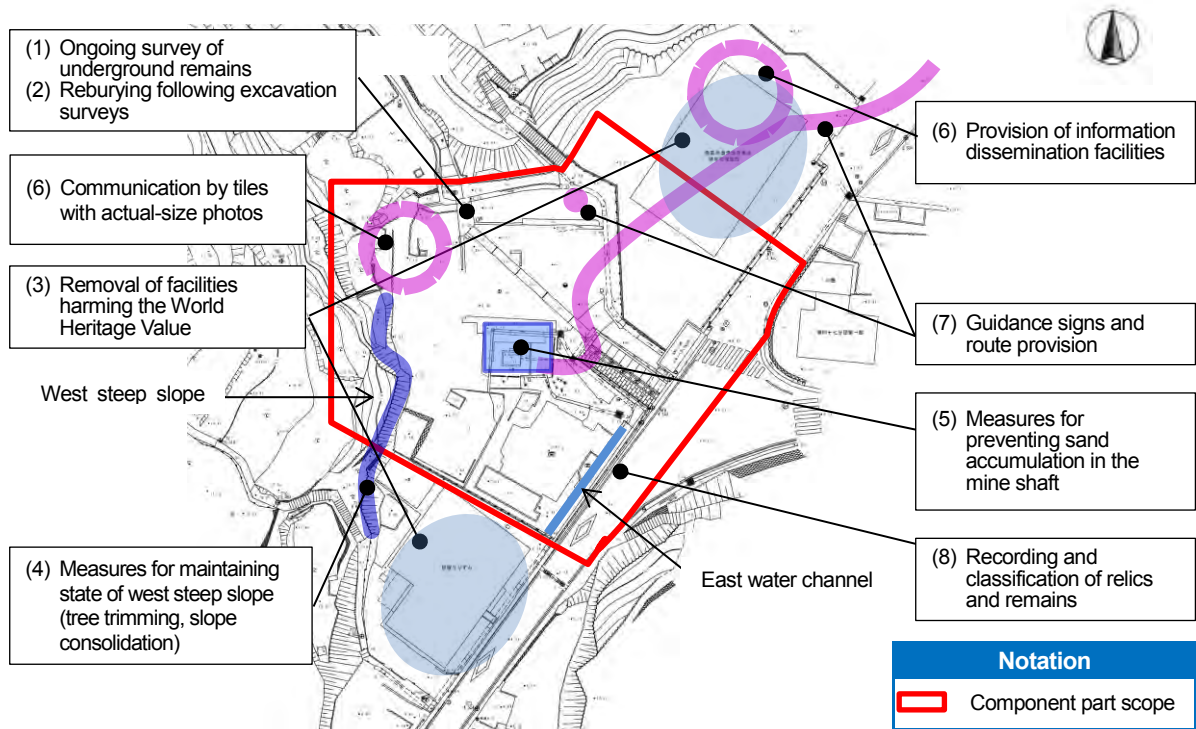 (1) Ongoing survey of
underground remains
(2) Reburying following excavation
surveys
(6) Communication by tiles
with actual-size photos
(3) Removal of facilities
harming the World
Heritage Value
West steep slope
(4) Measures for maintaining
state of west steep slope
(tree trimming, slope
consolidation)
(6) Provision of information
dissemination facilities
(7) Guidance signs and
route provision
(5) Measures for
preventing sand
accumulation in the
mine shaft
(8) Recording and
classification of relics
and remains
East water channel
Notation
Component part scope